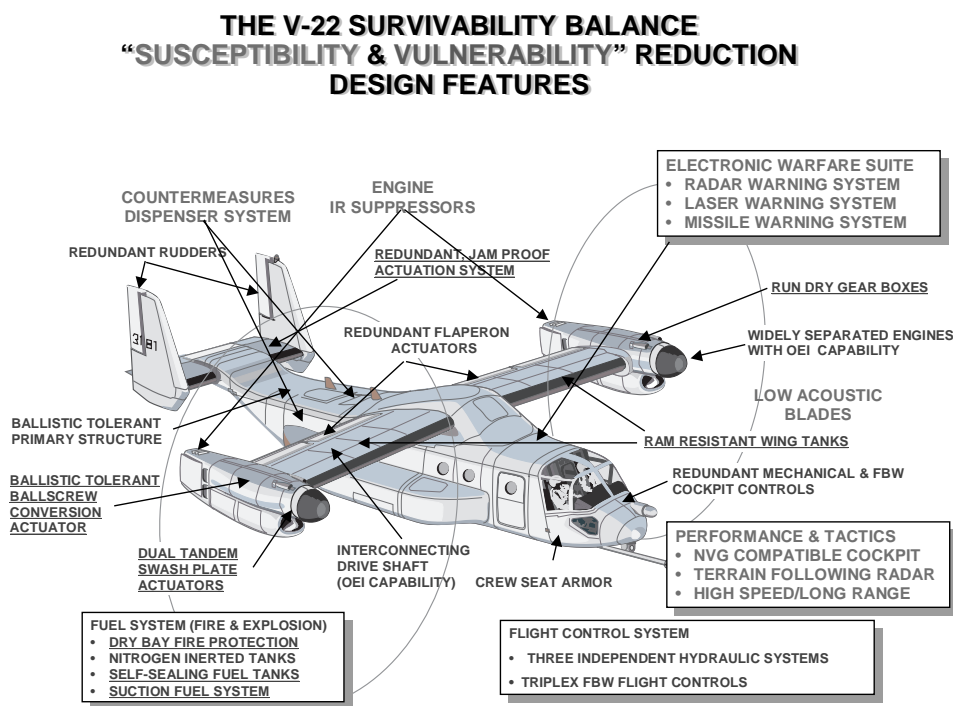 THE V-22 SURVIVABILITY BALANCE
“SUSCEPTIBILITY & VULNERABILITY” REDUCTION
DESIGN FEATURES
ELECTRONIC WARFARE SUITE
• RADAR WARNING SYSTEM
• LASER WARNING SYSTEM
• MISSILE WARNING SYSTEM
COUNTERMEASURES
DISPENSER SYSTEM
ENGINE
IR SUPPRESSORS
REDUNDANT RUDDERS
REDUNDANT, JAM PROOF
ACTUATION SYSTEM
RUN DRY GEAR BOXES
REDUNDANT FLAPERON
ACTUATORS
WIDELY SEPARATED ENGINES
WITH OEI CAPABILITY
3181
LOW ACOUSTIC
BLADES
BALLISTIC TOLERANT
PRIMARY STRUCTURE
RAM RESISTANT WING TANKS
BALLISTIC TOLERANT
BALLSCREW
CONVERSION
ACTUATOR
REDUNDANT MECHANICAL & FBW
COCKPIT CONTROLS
DUAL TANDEM
SWASH PLATE
ACTUATORS
INTERCONNECTING
DRIVE SHAFT
(OEI CAPABILITY)
CREW SEAT ARMOR
PERFORMANCE & TACTICS
• NVG COMPATIBLE COCKPIT
• TERRAIN FOLLOWING RADAR
• HIGH SPEED/LONG RANGE
FUEL SYSTEM (FIRE & EXPLOSION)
• DRY BAY FIRE PROTECTION
• NITROGEN INERTED TANKS
• SELF-SEALING FUEL TANKS
• SUCTION FUEL SYSTEM
FLIGHT CONTROL SYSTEM
• THREE INDEPENDENT HYDRAULIC SYSTEMS
• TRIPLEX FBW FLIGHT CONTROLS